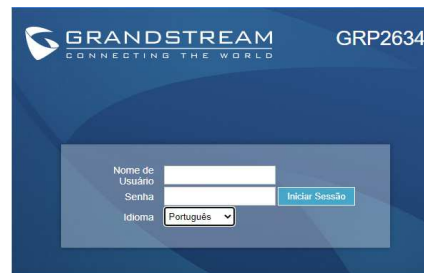 GRANDSTREAM
CONNECTING THE WORLD
GRP2634
Nome de
Usuário
Senha
Iniciar Sessão
Idioma
Português